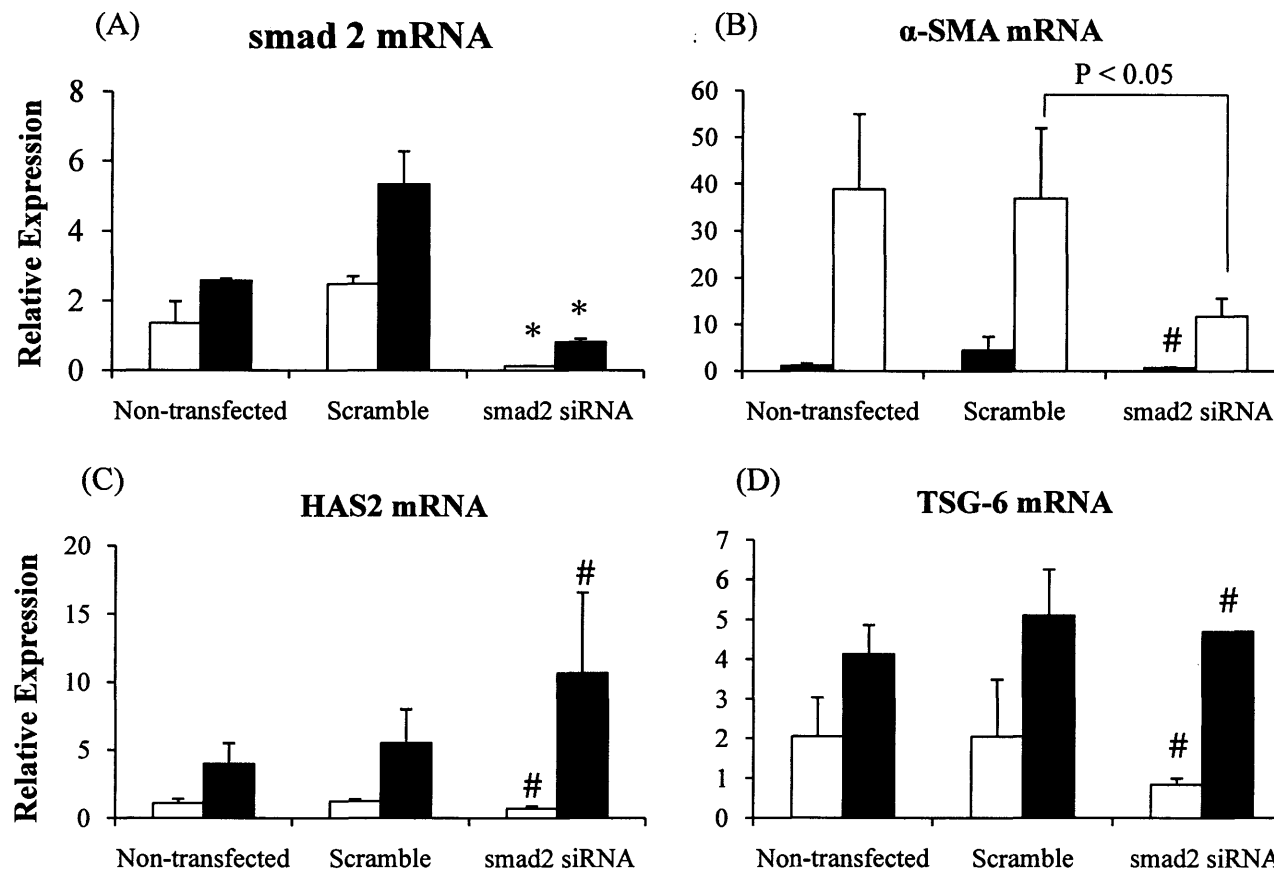 (A)
smad 2 mRNA
Relative Expression
8
6
4
2
0
*
*
Non-transfected Scramble smad2 siRNA
(B)
α-SMA mRNA
P < 0.05
60
50
40
30
20
10
0
#
Non-transfected Scramble smad2 siRNA
(C)
HAS2 mRNA
Relative Expression
20
15
10
5
0
#
#
Non-transfected Scramble smad2 siRNA
(D)
TSG-6 mRNA
7
6
5
4
3
2
1
0
#
#
Non-transfected Scramble smad2 siRNA